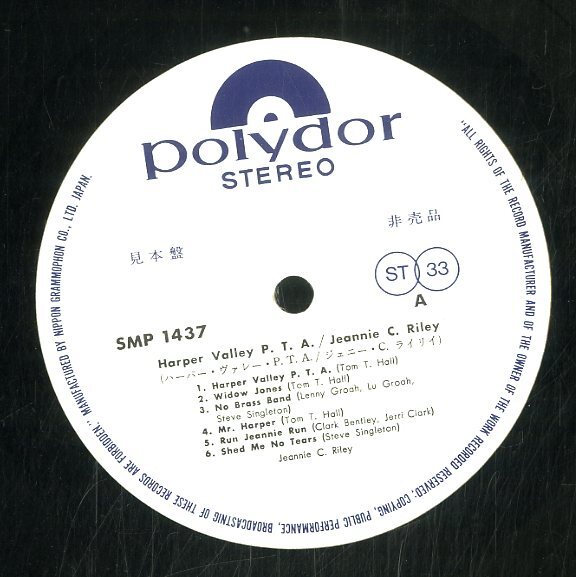 polydor
STEREO
見本盤
非売品
ST 33
A
SMP 1437
Harper Valley P. T. A. / Jeannie C. Riley
(ハーパー・ヴァレー・P.T.A./ジェニー・C. ライリイ)
1. Harper Valley P. T. A. (Tom T. Hall)
2. Widow Jones (Tom T. Hall)
3. No Brass Band (Lenny Groah, Lu Groah,
Steve Singleton)
4. Mr. Harper (Tom T. Hall)
5. Run Jeannie Run (Clark Bentley, Jerri Clark)
6. Shed Me No Tears (Steve Singleton)
Jeannie C. Riley
"ALL RIGHTS OF THE RECORD MANUFACTURER AND OF THE OWNER OF THE WORK RECORDED RESERVED; COPYING, PUBLIC PERFORMANCE, BROADCASTNIG OF THESE RECORDS ARE FORBIDDEN" MANUFACTURED BY NIPPON GRAMMOPHON CO., LTD. JAPAN.